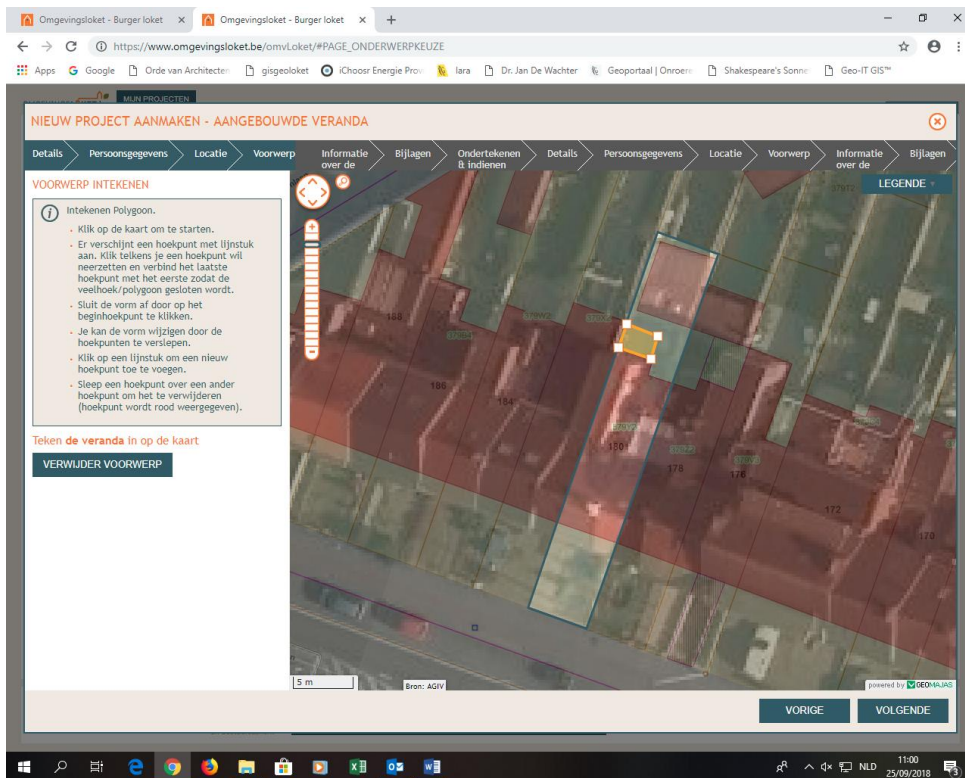 Omgevingsloket - Burger loket
Omgevingsloket - Burger loket
https://www.omgevingsloket.be/omvLoket/#PAGE_ONDERWERPKEUZE
Apps Google Orde van Architecten gisgeoloket iChoosr Energie Prov lara Dr. Jan De Wachter Geoportaal | Onroere Shakespeare's Sonne Geo-IT GIS™
MIJN PROJECTEN
NIEUW PROJECT AANMAKEN - AANGEBOUWDE VERANDA
Details Persoonsgegevens Locatie Voorwerp Informatie over de Bijlagen Ondertekenen & indienen Details Persoonsgegevens Locatie Voorwerp Informatie over de Bijlagen
VOORWERP INTEKENEN
LEGENDE
Intekenen Polygoon.
Klik op de kaart om te starten.
Er verschijnt een hoekpunt met lijnstuk
aan. Klik telkens je een hoekpunt wil
neerzetten en verbind het laatste
hoekpunt met het eerste zodat de
veelhoek/polygoon gesloten wordt.
Sluit de vorm af door op het
beginhoekpunt te klikken.
Je kan de vorm wijzigen door de
hoekpunten te verslepen.
Klik op een lijnstuk om een nieuw
hoekpunt toe te voegen.
Sleep een hoekpunt over een ander
hoekpunt om het te verwijderen
(hoekpunt wordt rood weergegeven).
Teken de veranda in op de kaart
VERWIJDER VOORWERP
188
186
184
180
178
176
172
170
5 m
Bron: AGIV
powered by GEOMAJAS
VORIGE VOLGENDE
NLD
11:00
25/09/2018
3